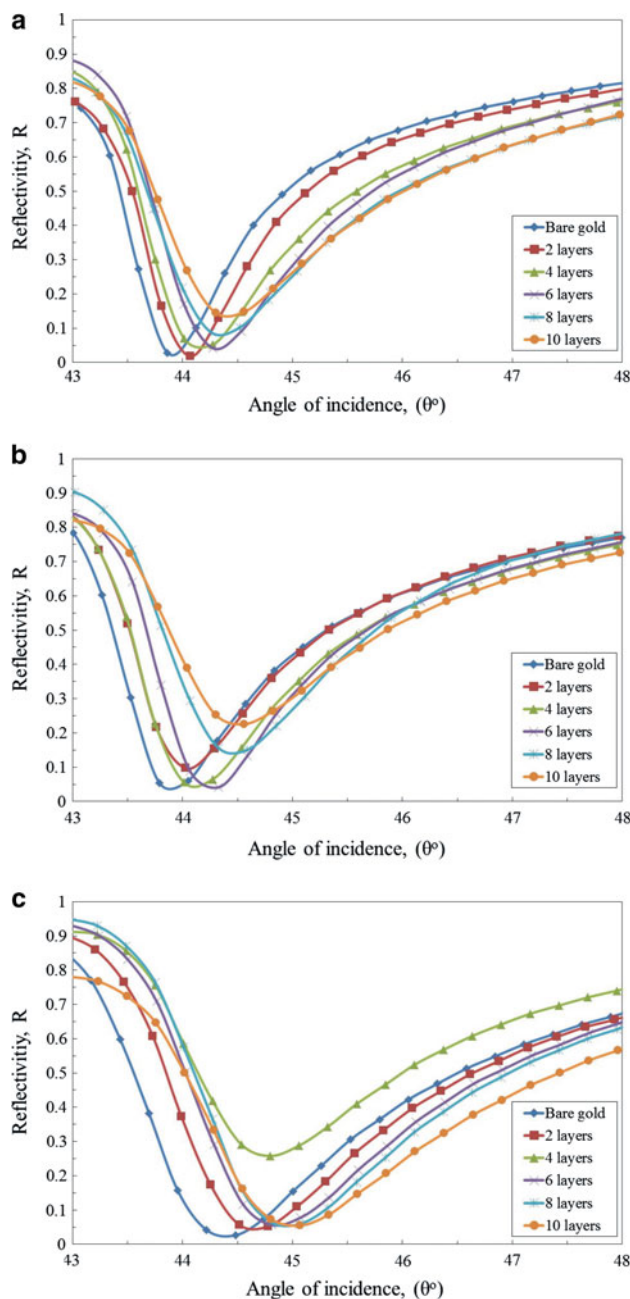 a
1
0.9
0.8
0.7
0.6
0.5
0.4
0.3
0.2
0.1
0
Reflectivitiy, R
Bare gold
2 layers
4 layers
6 layers
8 layers
10 layers
43 44 45 46 47 48
Angle of incidence, (θº)
b
1
0.9
0.8
0.7
0.6
0.5
0.4
0.3
0.2
0.1
0
Reflectivitiy, R
Bare gold
2 layers
4 layers
6 layers
8 layers
10 layers
43 44 45 46 47 48
Angle of incidence, (θº)
c
1
0.9
0.8
0.7
0.6
0.5
0.4
0.3
0.2
0.1
0
Reflectivitiy, R
Bare gold
2 layers
4 layers
6 layers
8 layers
10 layers
43 44 45 46 47 48
Angle of incidence, (θº)